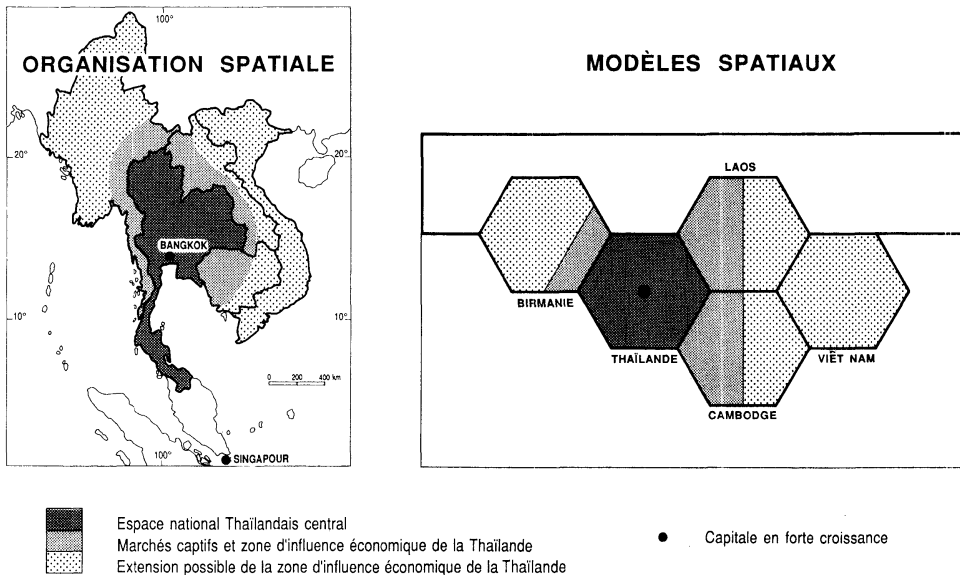 100°
ORGANISATION SPATIALE
20°
20°
BANGKOK
10°
10°
0 200 400 km
100°
SINGAPOUR
MODÈLES SPATIAUX
LAOS
BIRMANIE
THAÏLANDE
VIÊT NAM
CAMBODGE
Espace national Thaïlandais central
Marchés captifs et zone d'influence économique de la Thaïlande
Extension possible de la zone d'influence économique de la Thaïlande
Capitale en forte croissance